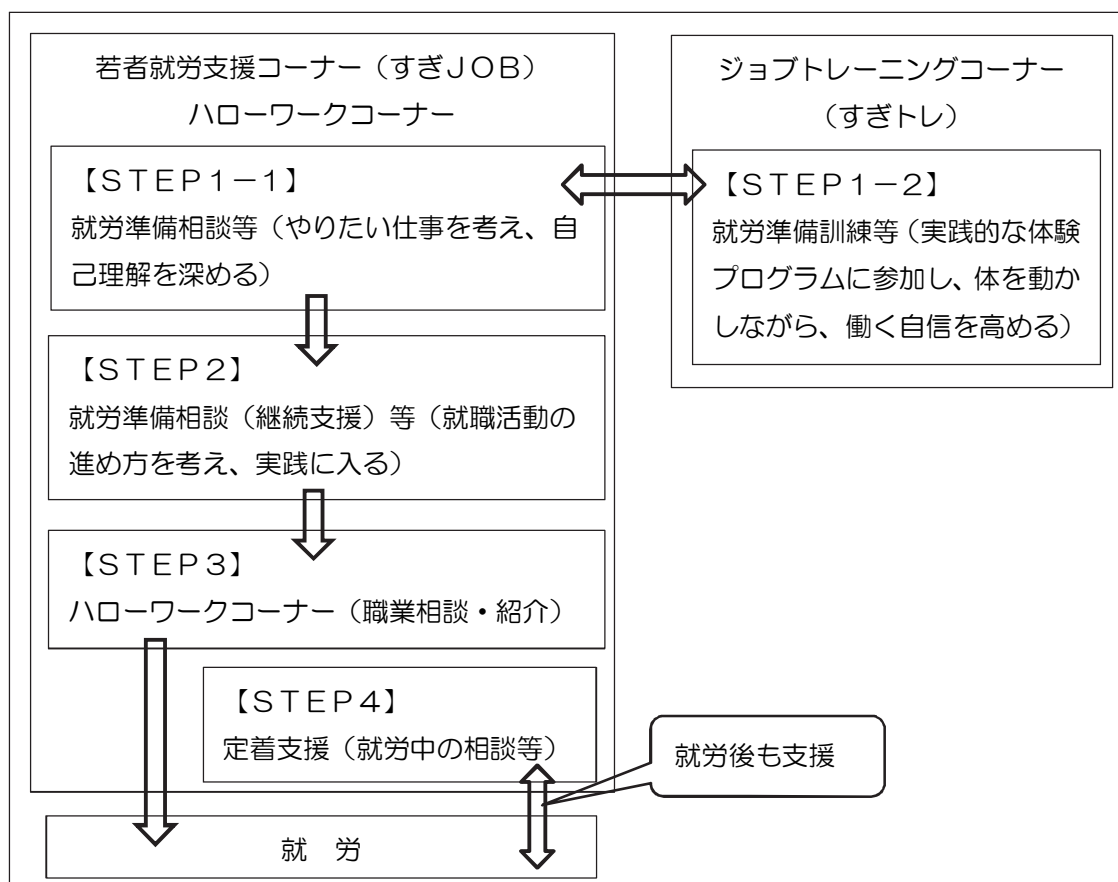 若者就労支援コーナー（すぎＪＯＢ）
ハローワークコーナー
【ＳＴＥＰ１－１】
就労準備相談等（やりたい仕事を考え、自
己理解を深める）
【ＳＴＥＰ２】
就労準備相談（継続支援）等（就職活動の
進め方を考え、実践に入る）
【ＳＴＥＰ３】
ハローワークコーナー（職業相談・紹介）
【ＳＴＥＰ４】
定着支援（就労中の相談等）
就　労
ジョブトレーニングコーナー
（すぎトレ）
【ＳＴＥＰ１－２】
就労準備訓練等（実践的な体験
プログラムに参加し、体を動か
しながら、働く自信を高める）
就労後も支援